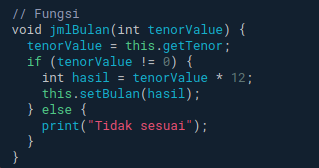 // Fungsi
void jmlBulan(int tenorValue) {
  tenorValue = this.getTenor;
  if (tenorValue != 0) {
    int hasil = tenorValue * 12;
    this.setBulan(hasil);
  } else {
    print("Tidak sesuai");
  }
}